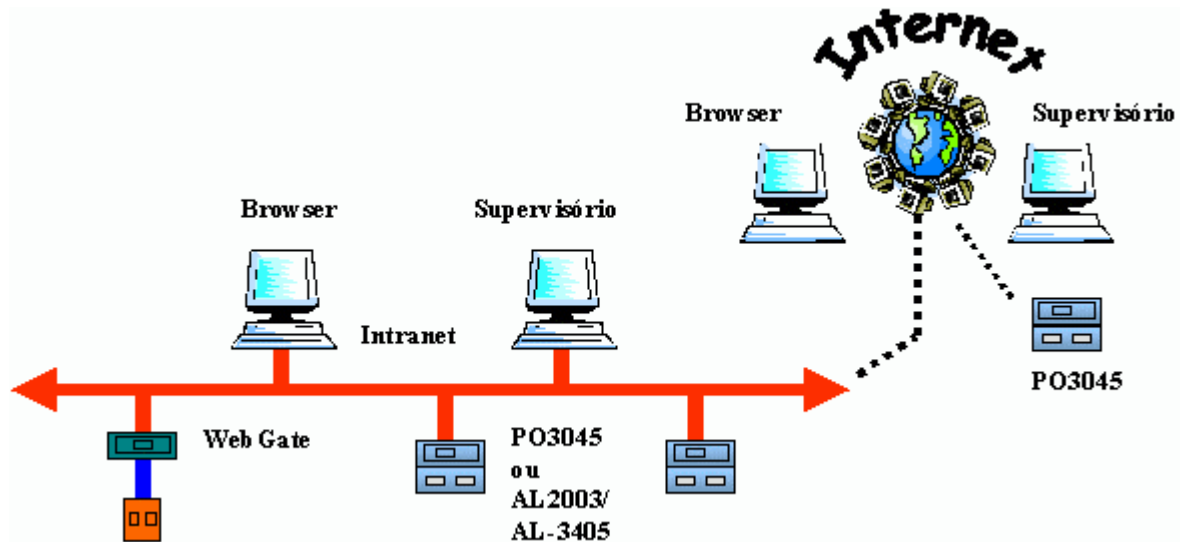 Internet
Browser
Supervisório
Browser
Supervisório
Intranet
PO3045
Web Gate
PO3045
ou
AL2003/
AL-3405